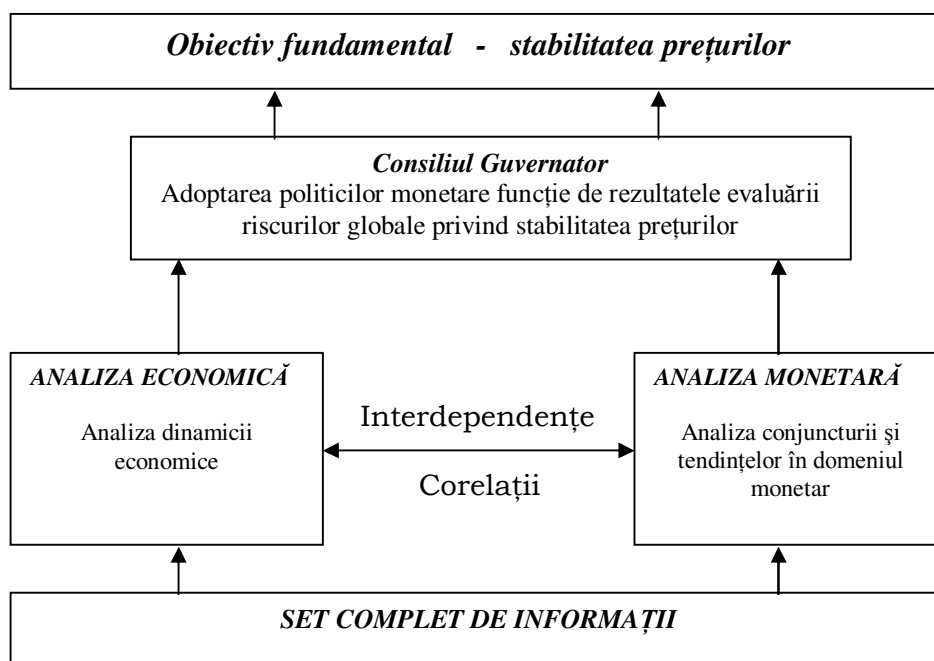 Obiectiv fundamental - stabilitatea prețurilor
Consiliul Guvernator
Adoptarea politicilor monetare funcție de rezultatele evaluării
riscurilor globale privind stabilitatea prețurilor
ANALIZA ECONOMICĂ
Analiza dinamicii
economice
Interdependențe
Corelații
ANALIZA MONETARĂ
Analiza conjuncturii şi
tendințelor în domeniul
monetar
SET COMPLET DE INFORMAȚII